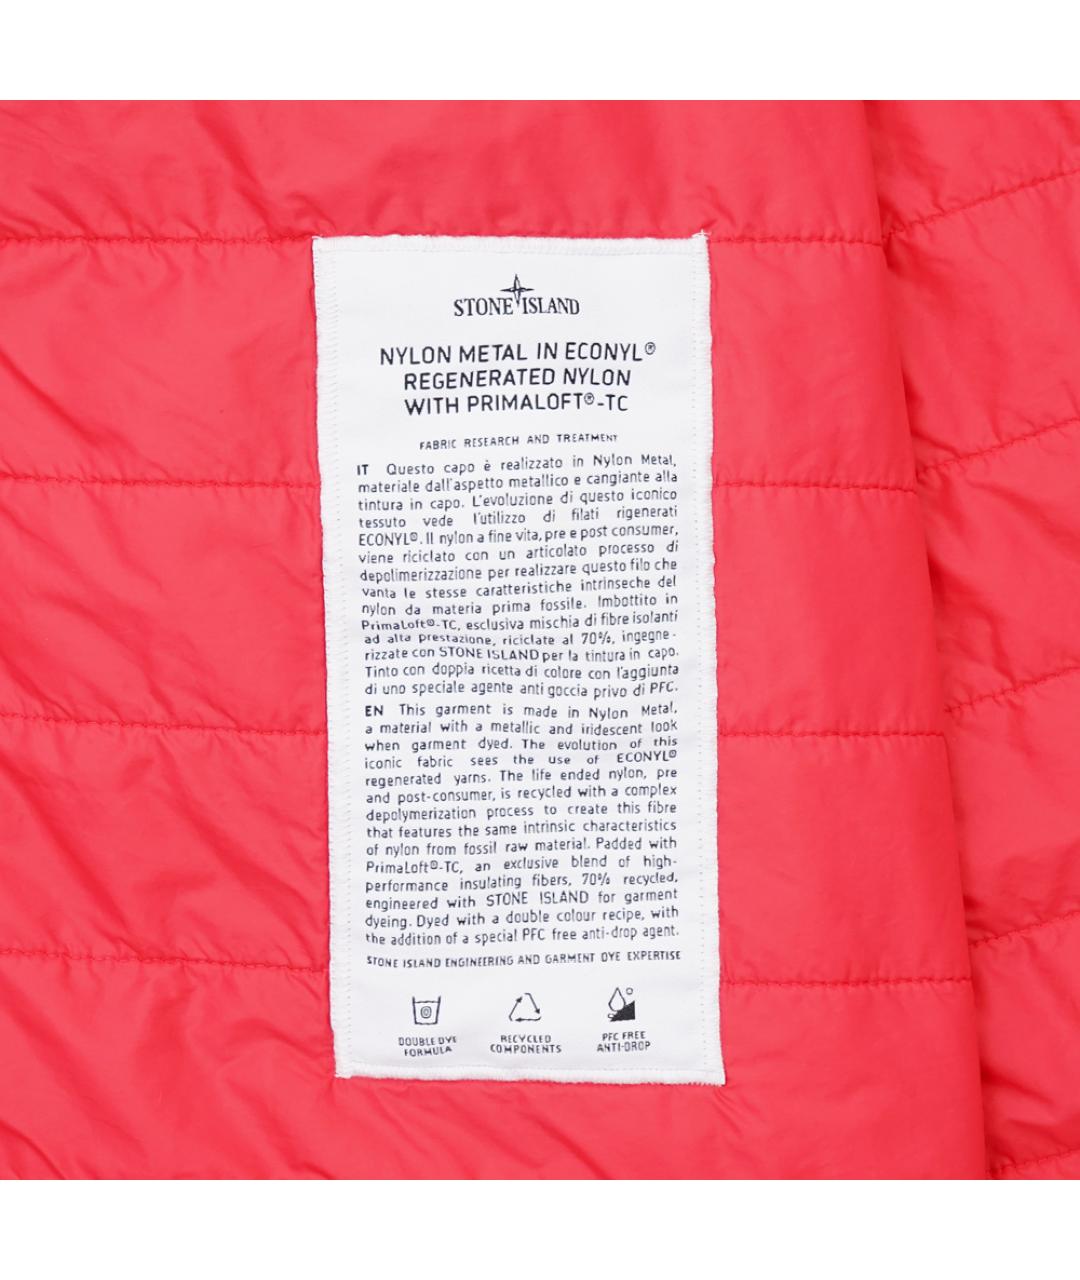 STONE ISLAND
NYLON METAL IN ECONYL®
REGENERATED NYLON
WITH PRIMALOFT®-TC
FABRIC RESEARCH AND TREATMENT
IT Questo capo è realizzato in Nylon Metal,
materiale dall'aspetto metallico e cangiante alla
tintura in capo. L'evoluzione di questo iconico
tessuto vede l'utilizzo di filati rigenerati
ECONYL®. Il nylon a fine vita, pre e post consumer,
viene riciclato con un articolato processo di
depolimerizzazione per realizzare questo filo che
vanta le stesse caratteristiche intrinseche del
nylon da materia prima fossile. Imbottito in
PrimaLoft®-TC, esclusiva mischia di fibre isolanti
ad alta prestazione, riciclate al 70%, ingegne-
rizzate con STONE ISLAND per la tintura in capo.
Tinto con doppia ricetta di colore con l'aggiunta
di uno speciale agente anti goccia privo di PFC.
EN This garment is made in Nylon Metal,
a material with a metallic and iridescent look
when garment dyed. The evolution of this
iconic fabric sees the use of ECONYL®
regenerated yarns. The life ended nylon, pre
and post-consumer, is recycled with a complex
depolymerization process to create this fibre
that features the same intrinsic characteristics
of nylon from fossil raw material. Padded with
PrimaLoft®-TC, an exclusive blend of high-
performance insulating fibers, 70% recycled,
engineered with STONE ISLAND for garment
dyeing. Dyed with a double colour recipe, with
the addition of a special PFC free anti-drop agent.
STONE ISLAND ENGINEERING AND GARMENT DYE EXPERTISE
DOUBLE DYE
FORMULA
RECYCLED
COMPONENTS
PFC FREE
ANTI-DROP